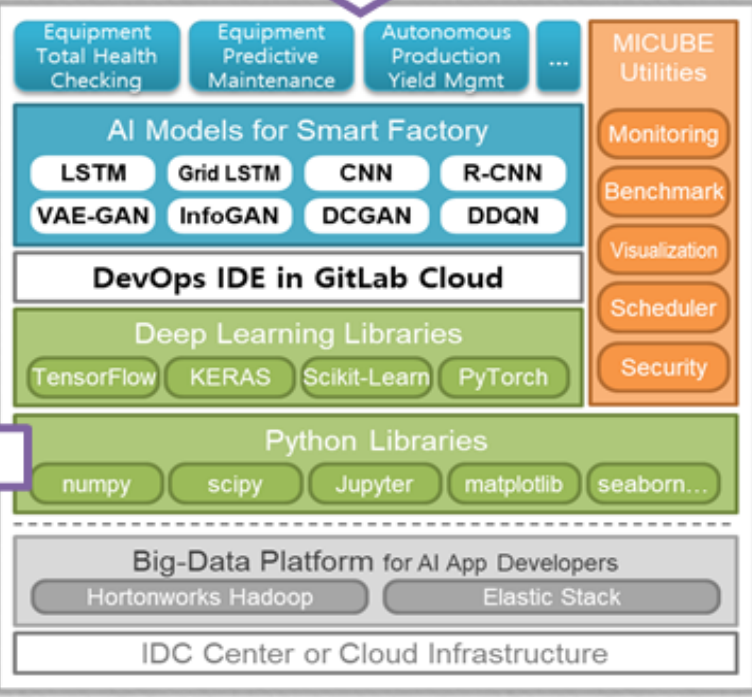 Equipment
Total Health
Checking
Equipment
Predictive
Maintenance
Autonomous
Production
Yield Mgmt
...
MICUBE
Utilities
Monitoring
Benchmark
Visualization
Scheduler
Security
AI Models for Smart Factory
LSTM
Grid LSTM
CNN
R-CNN
VAE-GAN
InfoGAN
DCGAN
DDQN
DevOps IDE in GitLab Cloud
Deep Learning Libraries
TensorFlow
KERAS
Scikit-Learn
PyTorch
Python Libraries
numpy
scipy
Jupyter
matplotlib
seaborn...
Big-Data Platform for AI App Developers
Hortonworks Hadoop
Elastic Stack
IDC Center or Cloud Infrastructure